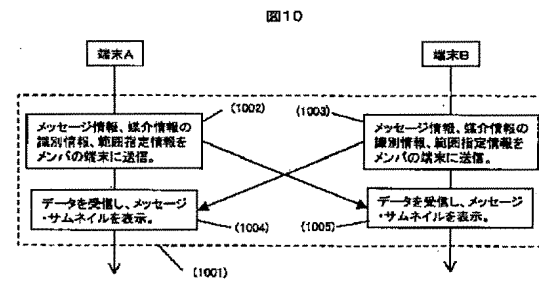 図10
端末A
端末B
(1002)
(1003)
メッセージ情報、媒介情報の
識別情報、範囲指定情報を
メンバの端末に送信。
メッセージ情報、媒介情報の
識別情報、範囲指定情報を
メンバの端末に送信。
データを受信し、メッセージ
・サムネイルを表示。
データを受信し、メッセージ
・サムネイルを表示。
(1004)
(1005)
(1001)